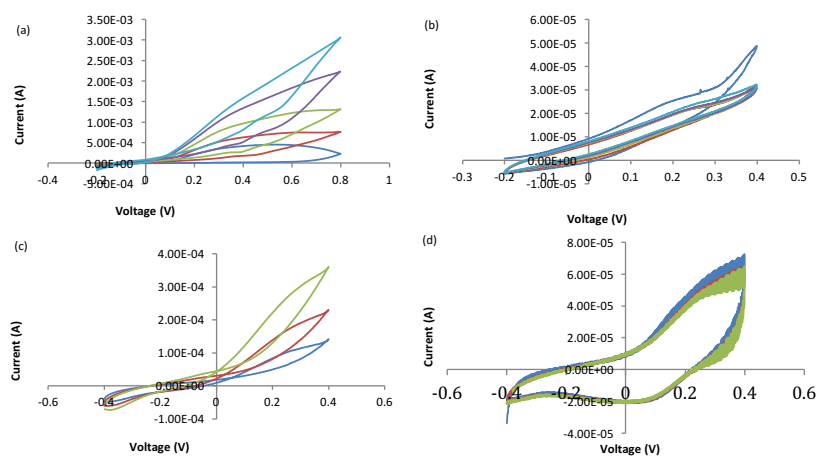 (a)
3.50E-03
3.00E-03
2.50E-03
2.00E-03
1.50E-03
1.00E-03
5.00E-04
0.00E+00
-5.00E-04
-0.4 -0.2 0 0.2 0.4 0.6 0.8 1
Current (A)
Voltage (V)
(b)
6.00E-05
5.00E-05
4.00E-05
3.00E-05
2.00E-05
1.00E-05
0.00E+00
-1.00E-05
-0.3 -0.2 -0.1 0 0.1 0.2 0.3 0.4 0.5
Current (A)
Voltage (V)
(c)
4.00E-04
3.00E-04
2.00E-04
1.00E-04
0.00E+00
-1.00E-04
-0.6 -0.4 -0.2 0 0.2 0.4 0.6
Current (A)
Voltage (V)
(d)
8.00E-05
6.00E-05
4.00E-05
2.00E-05
0.00E+00
-2.00E-05
-4.00E-05
-0.6 -0.4 -0.2 0 0.2 0.4 0.6
Current (A)
Voltage (V)